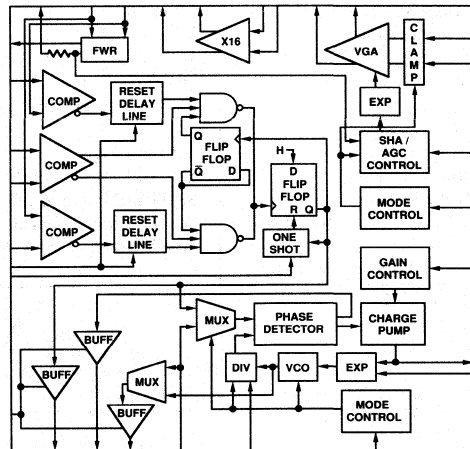 FWR
X16
VGA
CLAMP
COMP
RESET
DELAY
LINE
EXP
Q
FLIP
FLOP
Q̅ D
SHA /
AGC
CONTROL
COMP
H
D
FLIP
FLOP
R Q
MODE
CONTROL
COMP
RESET
DELAY
LINE
ONE
SHOT
GAIN
CONTROL
MUX
PHASE
DETECTOR
CHARGE
PUMP
BUFF
BUFF
MUX
DIV
VCO
EXP
BUFF
MODE
CONTROL